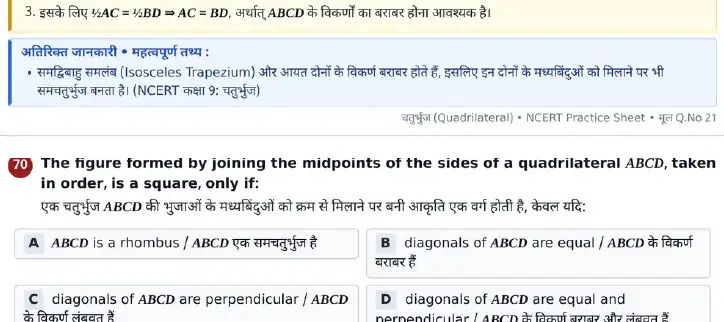 3. इसके लिए ½AC = ½BD ⇒ AC = BD, अर्थात् ABCD के विकर्णों का बराबर होना आवश्यक है।
अतिरिक्त जानकारी • महत्वपूर्ण तथ्य :
• समद्विबाहु समलंब (Isosceles Trapezium) और आयत दोनों के विकर्ण बराबर होते हैं, इसलिए इन दोनों के मध्यबिंदुओं को मिलाने पर भी
समचतुर्भुज बनता है। (NCERT कक्षा 9: चतुर्भुज)
चतुर्भुज (Quadrilateral) • NCERT Practice Sheet • मूल Q.No 21
70 The figure formed by joining the midpoints of the sides of a quadrilateral ABCD, taken
in order, is a square, only if:
एक चतुर्भुज ABCD की भुजाओं के मध्यबिंदुओं को क्रम से मिलाने पर बनी आकृति एक वर्ग होती है, केवल यदि:
A ABCD is a rhombus / ABCD एक समचतुर्भुज है
B diagonals of ABCD are equal / ABCD के विकर्ण
बराबर हैं
C diagonals of ABCD are perpendicular / ABCD
के विकर्ण लंबवत हैं
D diagonals of ABCD are equal and
perpendicular / ABCD के विकर्ण बराबर और लंबवत हैं